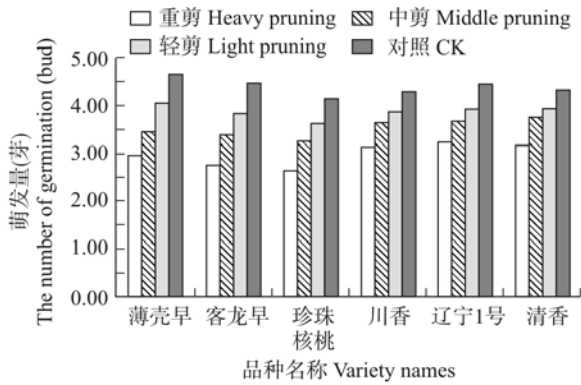 重剪 Heavy pruning 中剪 Middle pruning
轻剪 Light pruning 对照 CK
萌发量(芽)
The number of germination (bud)
5.00
4.00
3.00
2.00
1.00
0.00
薄壳早 客龙早 珍珠核桃 川香 辽宁1号 清香
品种名称 Variety names